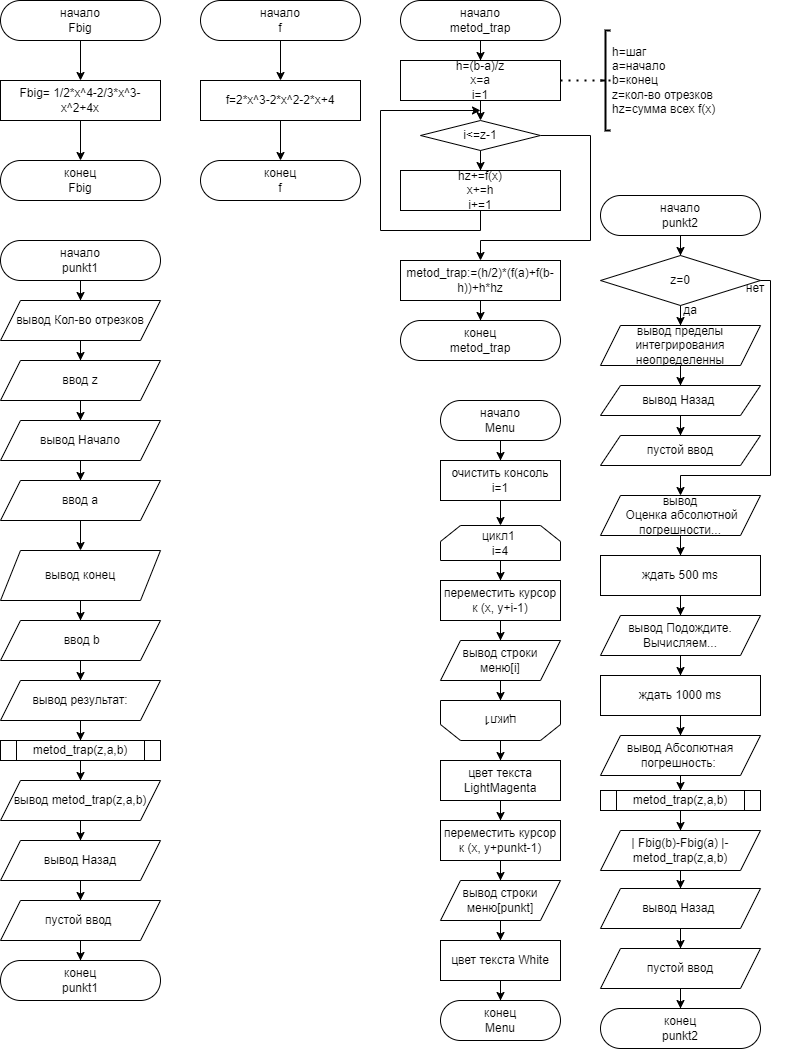 начало
Fbig
Fbig= 1/2*x^4-2/3*x^3-
x^2+4x
конец
Fbig
начало
f
f=2*x^3-2*x^2-2*x+4
конец
f
начало
metod_trap
h=(b-a)/z
x=a
i=1
h=шаг
a=начало
b=конец
z=кол-во отрезков
hz=сумма всех f(x)
i<=z-1
hz+=f(x)
x+=h
i+=1
metod_trap:=(h/2)*(f(a)+f(b-
h))+h*hz
конец
metod_trap
начало
punkt1
вывод Кол-во отрезков
ввод z
вывод Начало
ввод a
вывод конец
ввод b
вывод результат:
metod_trap(z,a,b)
вывод metod_trap(z,a,b)
вывод Назад
пустой ввод
конец
punkt1
начало
Menu
очистить консоль
i=1
цикл1
i=4
переместить курсор
к (x, y+i-1)
вывод строки
меню[i]
цикл1
цвет текста
LightMagenta
переместить курсор
к (x, y+punkt-1)
вывод строки
меню[punkt]
цвет текста White
конец
Menu
начало
punkt2
z=0
нет
да
вывод пределы
интегрирования
неопределенны
вывод Назад
пустой ввод
вывод
Оценка абсолютной
погрешности...
ждать 500 ms
вывод Подождите.
Вычисляем...
ждать 1000 ms
вывод Абсолютная
погрешность:
metod_trap(z,a,b)
| Fbig(b)-Fbig(a) |-
metod_trap(z,a,b)
вывод Назад
пустой ввод
конец
punkt2